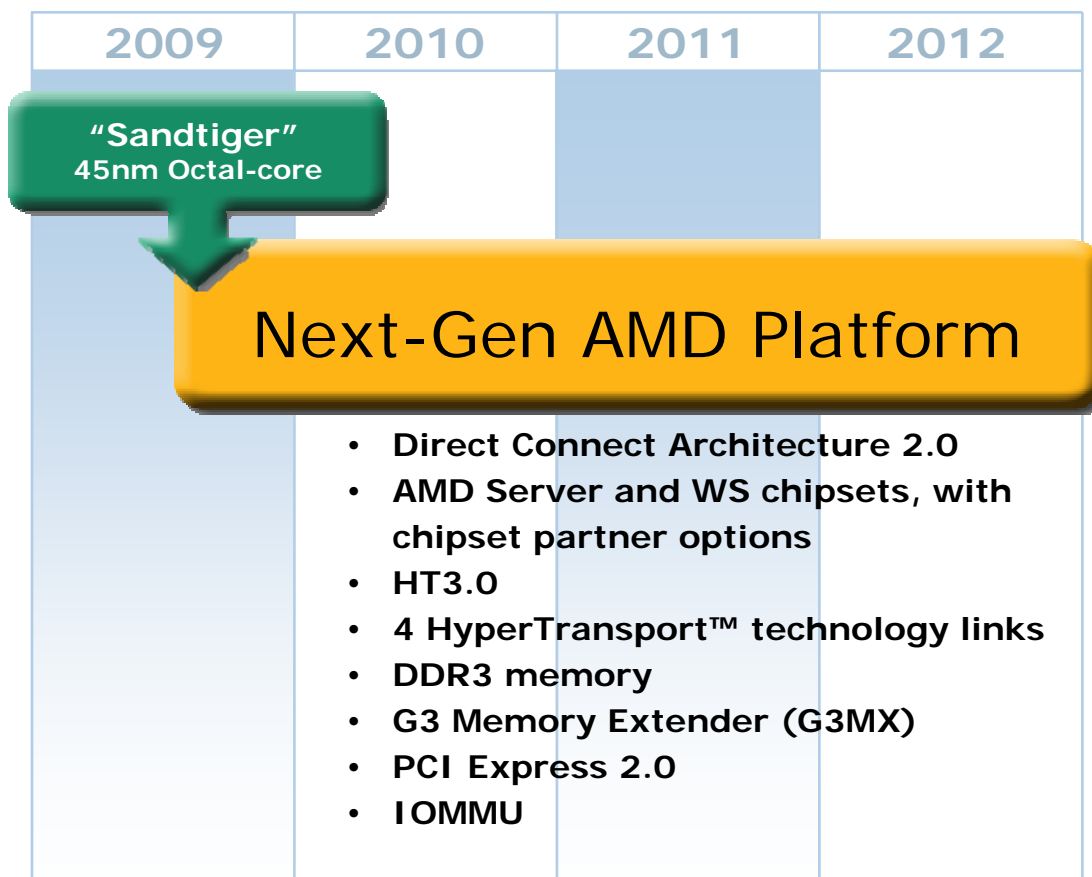 2009 2010 2011 2012
“Sandtiger”
45nm Octal-core
Next-Gen AMD Platform
• Direct Connect Architecture 2.0
• AMD Server and WS chipsets, with
chipset partner options
• HT3.0
• 4 HyperTransport™ technology links
• DDR3 memory
• G3 Memory Extender (G3MX)
• PCI Express 2.0
• IOMMU